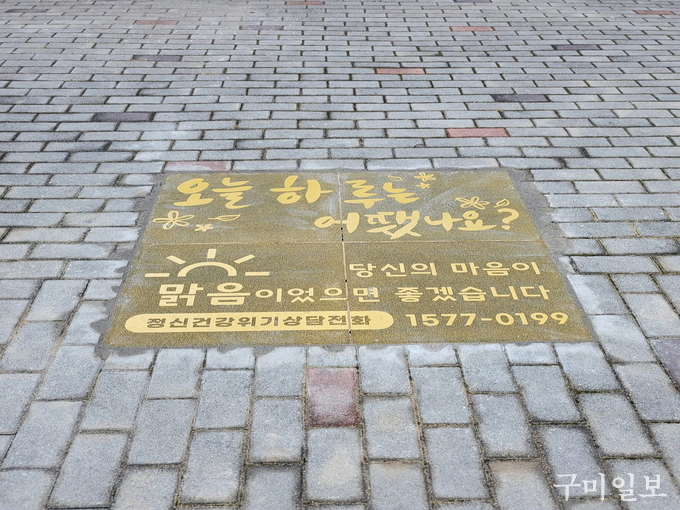 오늘 하루
어땠나요?
당신의 마음이
맑음이었으면 좋겠습니다
정신건강위기상담전화 1577-0199
구미일보